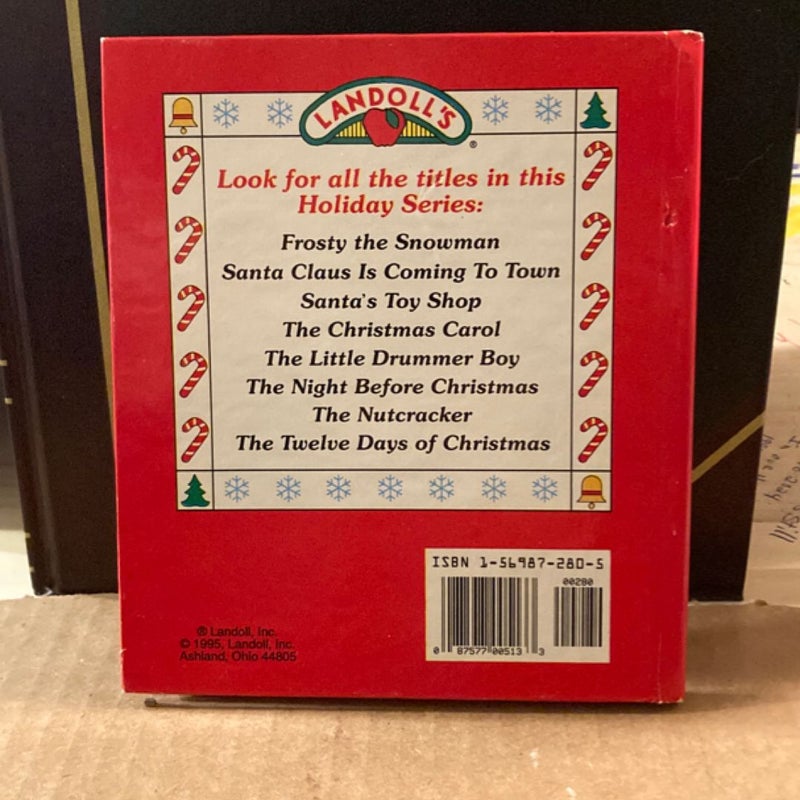 LANDOLL'S
®
Look for all the titles in this
Holiday Series:
Frosty the Snowman
Santa Claus Is Coming To Town
Santa's Toy Shop
The Christmas Carol
The Little Drummer Boy
The Night Before Christmas
The Nutcracker
The Twelve Days of Christmas
ISBN 1-56987-280-5
00280
0 87577 00513 3
® Landoll, Inc.
© 1995, Landoll, Inc.
Ashland, Ohio 44805